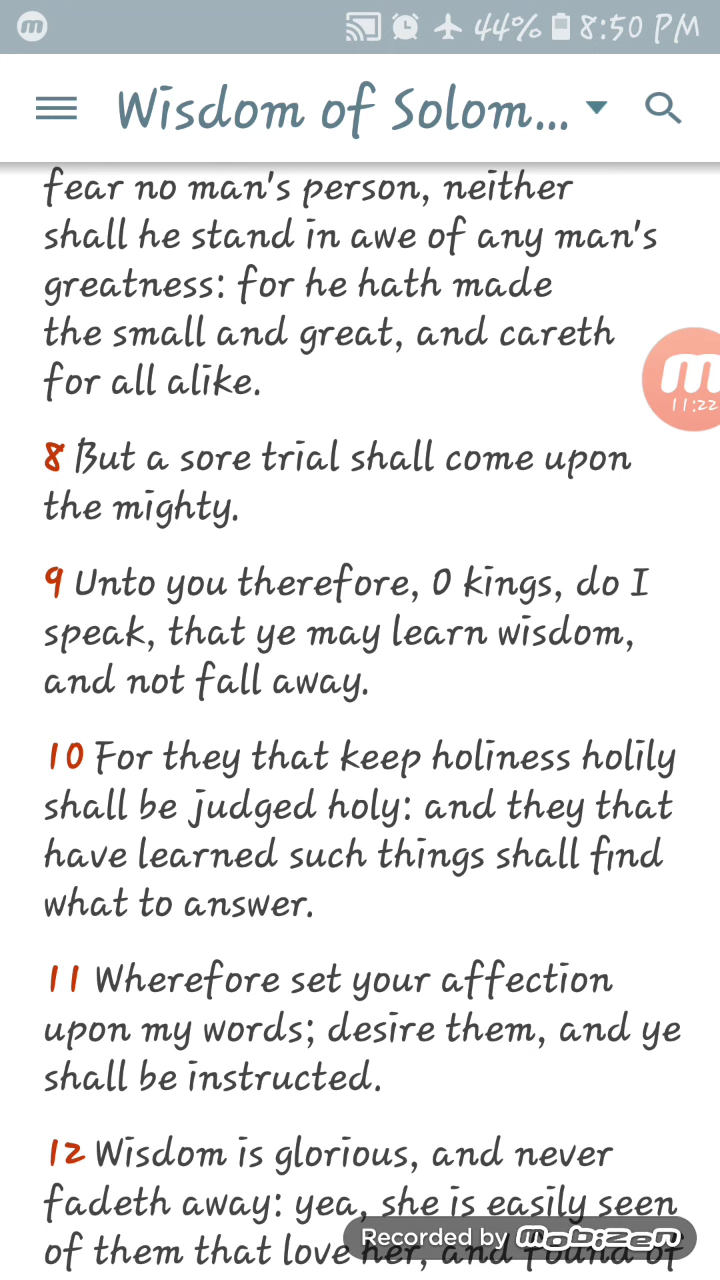 m 44% 8:50 PM
Wisdom of Solom...
fear no man's person, neither
shall he stand in awe of any man's
greatness: for he hath made
the small and great, and careth
for all alike.
m
11:22
8 But a sore trial shall come upon
the mighty.
9 Unto you therefore, O kings, do I
speak, that ye may learn wisdom,
and not fall away.
10 For they that keep holiness holily
shall be judged holy: and they that
have learned such things shall find
what to answer.
11 Wherefore set your affection
upon my words; desire them, and ye
shall be instructed.
12 Wisdom is glorious, and never
fadeth away: yea, she is easily seen
of them that love her, and found of
Recorded by mobizen